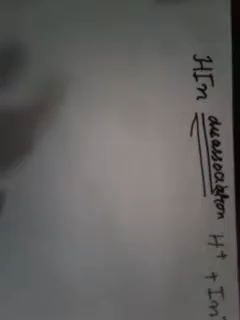 HIn ⇌ dissociation H⁺ + In⁻